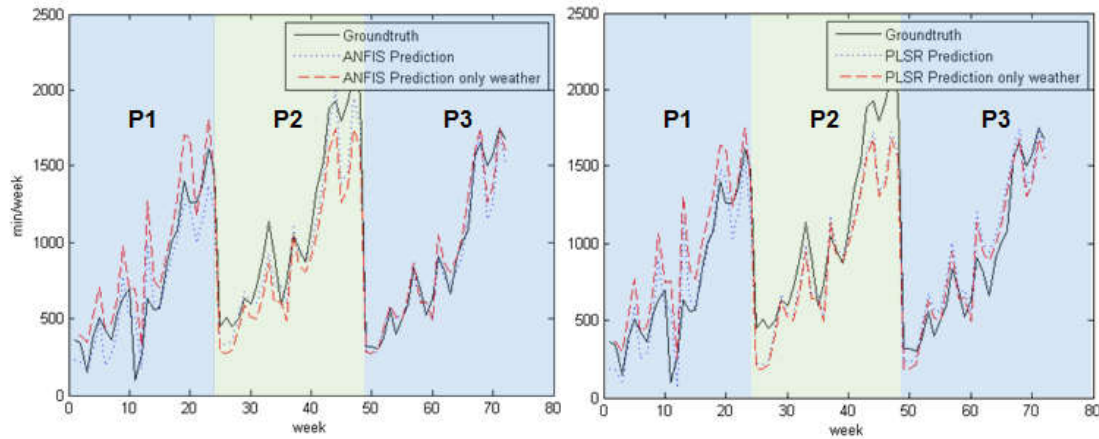 2500
2000
1500
1000
500
0
min/week
Groundtruth
ANFIS Prediction
ANFIS Prediction only weather
P1
P2
P3
0 10 20 30 40 50 60 70 80
week
2500
2000
1500
1000
500
0
Groundtruth
PLSR Prediction
PLSR Prediction only weather
P1
P2
P3
0 10 20 30 40 50 60 70 80
week